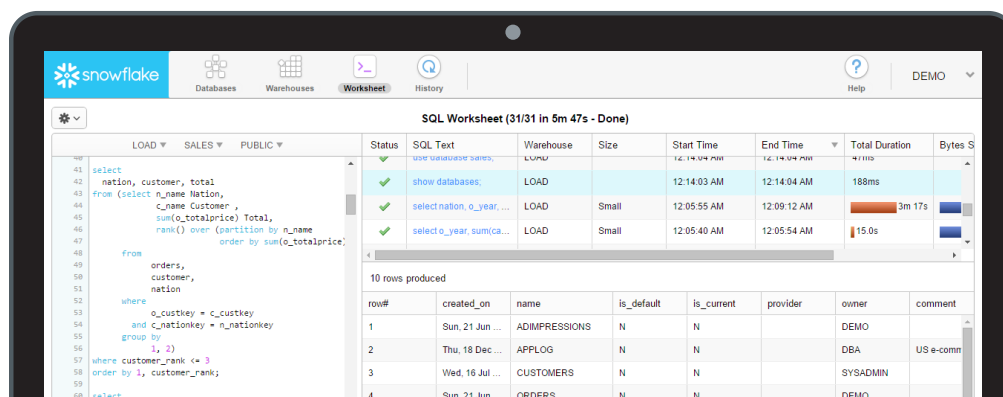 snowflake
Databases Warehouses Worksheet History Help DEMO
SQL Worksheet (31/31 in 5m 47s - Done)
LOAD SALES PUBLIC
41 select
42 nation, customer, total
43 from (select n_name Nation,
44 c_name Customer ,
45 sum(o_totalprice) Total,
46 rank() over (partition by n_name
47 order by sum(o_totalprice)
48 from
49 orders,
50 customer,
51 nation
52 where
53 o_custkey = c_custkey
54 and c_nationkey = n_nationkey
55 group by
56 1, 2)
57 where customer_rank <= 3
58 order by 1, customer_rank;
59
60 select
Status SQL Text Warehouse Size Start Time End Time Total Duration Bytes S
use database sales; LOAD 12:14:04 AM 12:14:04 AM 47ms
show databases; LOAD 12:14:03 AM 12:14:04 AM 188ms
select nation, o_year, ... LOAD Small 12:05:55 AM 12:09:12 AM 3m 17s
select o_year, sum(ca... LOAD Small 12:05:40 AM 12:05:54 AM 15.0s
10 rows produced
row# created_on name is_default is_current provider owner comment
1 Sun, 21 Jun ... ADIMPRESSIONS N N DEMO
2 Thu, 18 Dec ... APPLOG N N DBA US e-comm
3 Wed, 16 Jul ... CUSTOMERS N N SYSADMIN
4 Sun, 21 Jun ORDERS N N DEMO